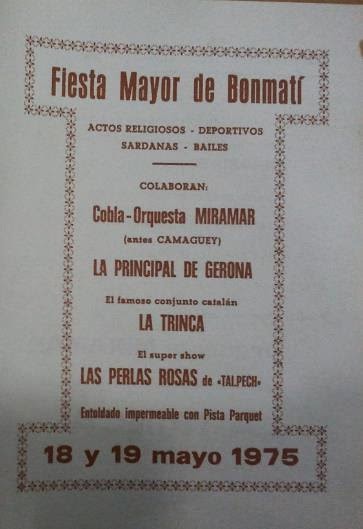 Fiesta Mayor de Bonmatí
ACTOS RELIGIOSOS - DEPORTIVOS
SARDANAS - BAILES
COLABORAN:
Cobla-Orquesta MIRAMAR
(antes CAMAGUEY)
LA PRINCIPAL DE GERONA
El famoso conjunto catalán
LA TRINCA
El super show
LAS PERLAS ROSAS de «TALPECH»
Entoldado impermeable con Pista Parquet
18 y 19 mayo 1975